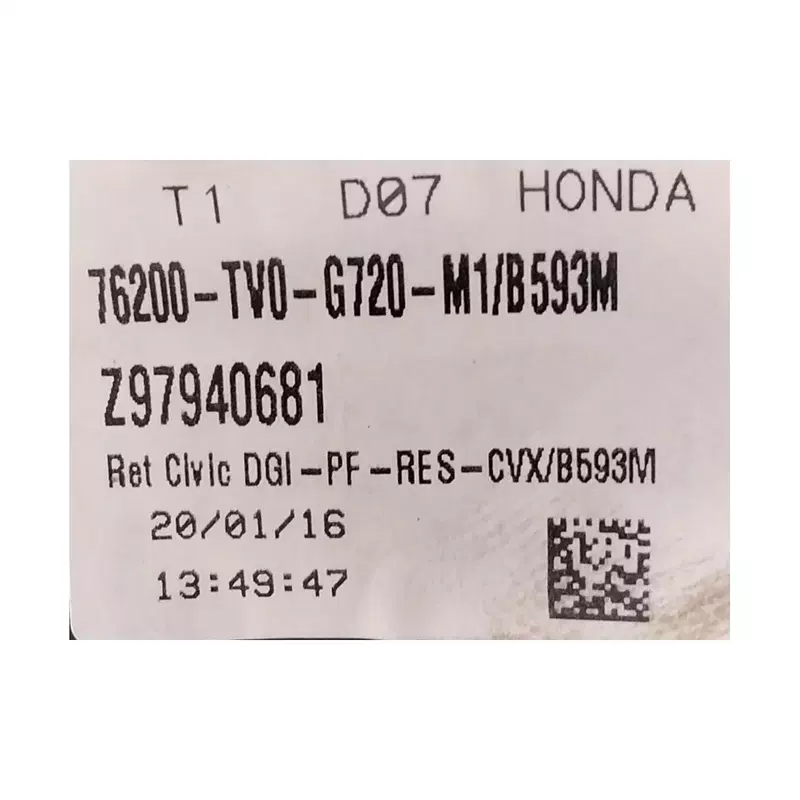 T1 D07 HONDA
76200-TV0-G720-M1/B593M
Z97940681
Ret Civic DGI-PF-RES-CVX/B593M
20/01/16
13:49:47